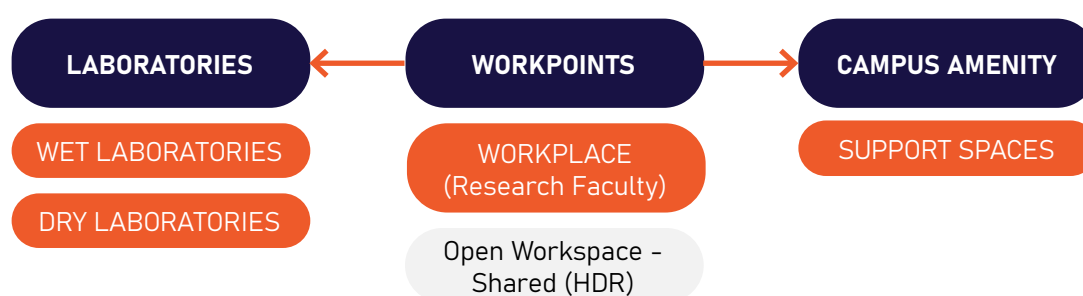 LABORATORIES
WET LABORATORIES
DRY LABORATORIES
WORKPOINTS
WORKPLACE
(Research Faculty)
Open Workspace -
Shared (HDR)
CAMPUS AMENITY
SUPPORT SPACES